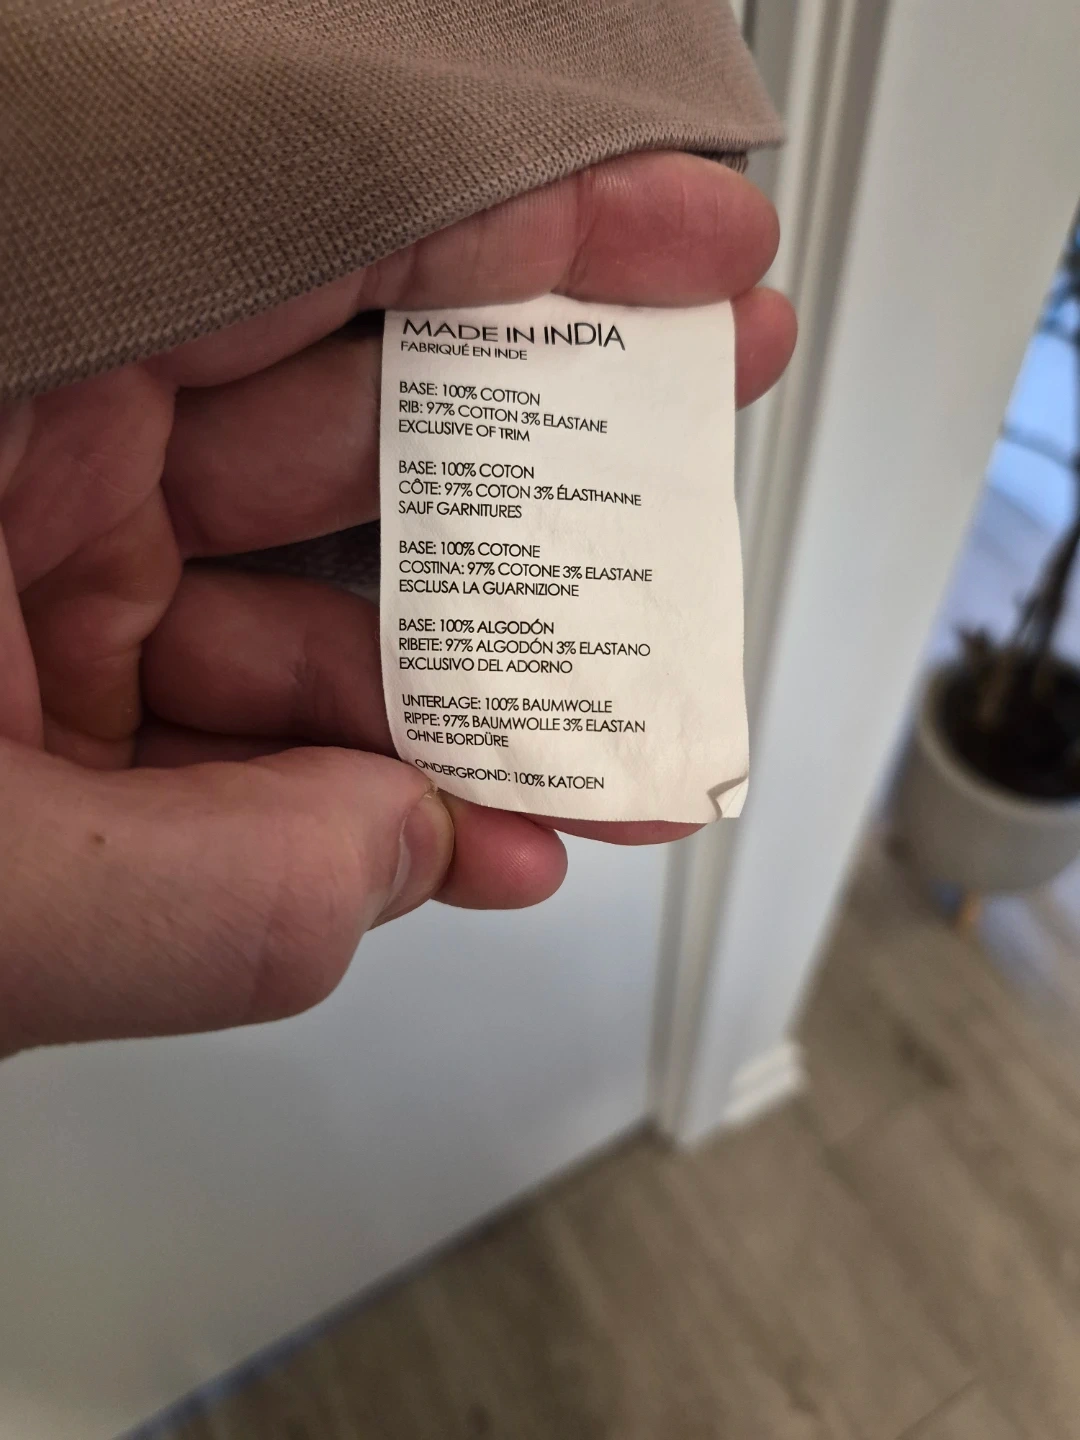 MADE IN INDIA
FABRIQUÉ EN INDE
BASE: 100% COTTON
RIB: 97% COTTON 3% ELASTANE
EXCLUSIVE OF TRIM
BASE: 100% COTON
CÔTE: 97% COTON 3% ÉLASTHANNE
SAUF GARNITURES
BASE: 100% COTONE
COSTINA: 97% COTONE 3% ELASTANE
ESCLUSA LA GUARNIZIONE
BASE: 100% ALGODÓN
RIBETE: 97% ALGODÓN 3% ELASTANO
EXCLUSIVO DEL ADORNO
UNTERLAGE: 100% BAUMWOLLE
RIPPE: 97% BAUMWOLLE 3% ELASTAN
OHNE BORDÜRE
ONDERGROND: 100% KATOEN